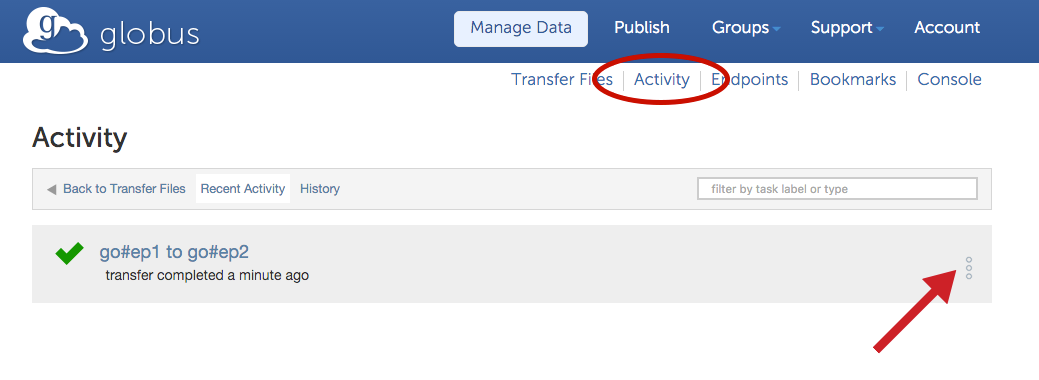 globus Manage Data Publish Groups Support Account
Transfer Files Activity Endpoints Bookmarks Console
Activity
Back to Transfer Files Recent Activity History filter by task label or type
go#ep1 to go#ep2
transfer completed a minute ago